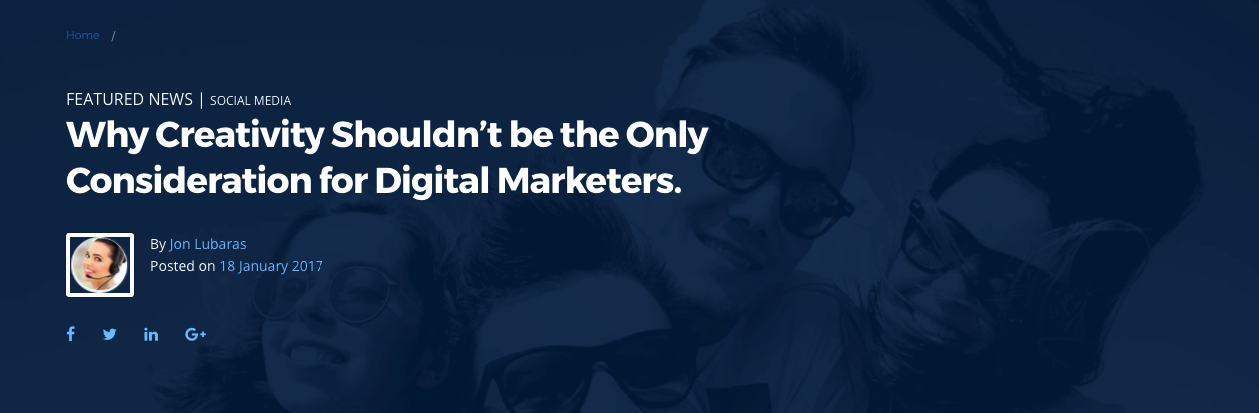 Home /
FEATURED NEWS | SOCIAL MEDIA
Why Creativity Shouldn’t be the Only
Consideration for Digital Marketers.
By Jon Lubaras
Posted on 18 January 2017